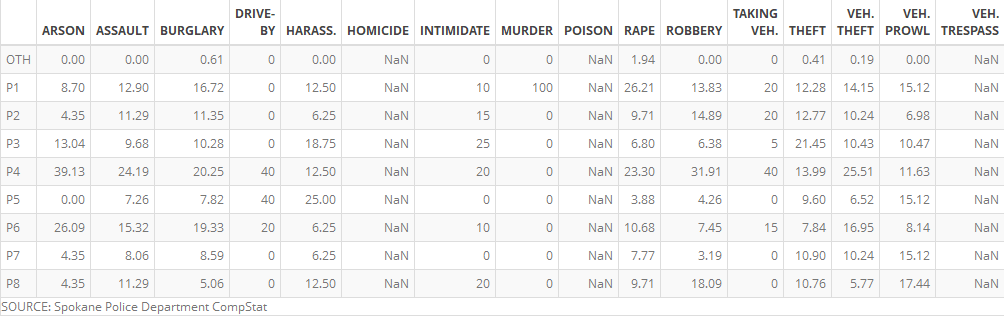 ARSON ASSAULT BURGLARY DRIVE-BY HARASS. HOMICIDE INTIMIDATE MURDER POISON RAPE ROBBERY TAKING VEH. THEFT VEH. THEFT VEH. PROWL VEH. TRESPASS
OTH 0.00 0.00 0.61 0 0.00 NaN 0 0 NaN 1.94 0.00 0 0.41 0.19 0.00 NaN
P1 8.70 12.90 16.72 0 12.50 NaN 10 100 NaN 26.21 13.83 20 12.28 14.15 15.12 NaN
P2 4.35 11.29 11.35 0 6.25 NaN 15 0 NaN 9.71 14.89 20 12.77 10.24 6.98 NaN
P3 13.04 9.68 10.28 0 18.75 NaN 25 0 NaN 6.80 6.38 5 21.45 10.43 10.47 NaN
P4 39.13 24.19 20.25 40 12.50 NaN 20 0 NaN 23.30 31.91 40 13.99 25.51 11.63 NaN
P5 0.00 7.26 7.82 40 25.00 NaN 0 0 NaN 3.88 4.26 0 9.60 6.52 15.12 NaN
P6 26.09 15.32 19.33 20 6.25 NaN 10 0 NaN 10.68 7.45 15 7.84 16.95 8.14 NaN
P7 4.35 8.06 8.59 0 6.25 NaN 0 0 NaN 7.77 3.19 0 10.90 10.24 15.12 NaN
P8 4.35 11.29 5.06 0 12.50 NaN 20 0 NaN 9.71 18.09 0 10.76 5.77 17.44 NaN
SOURCE: Spokane Police Department CompStat